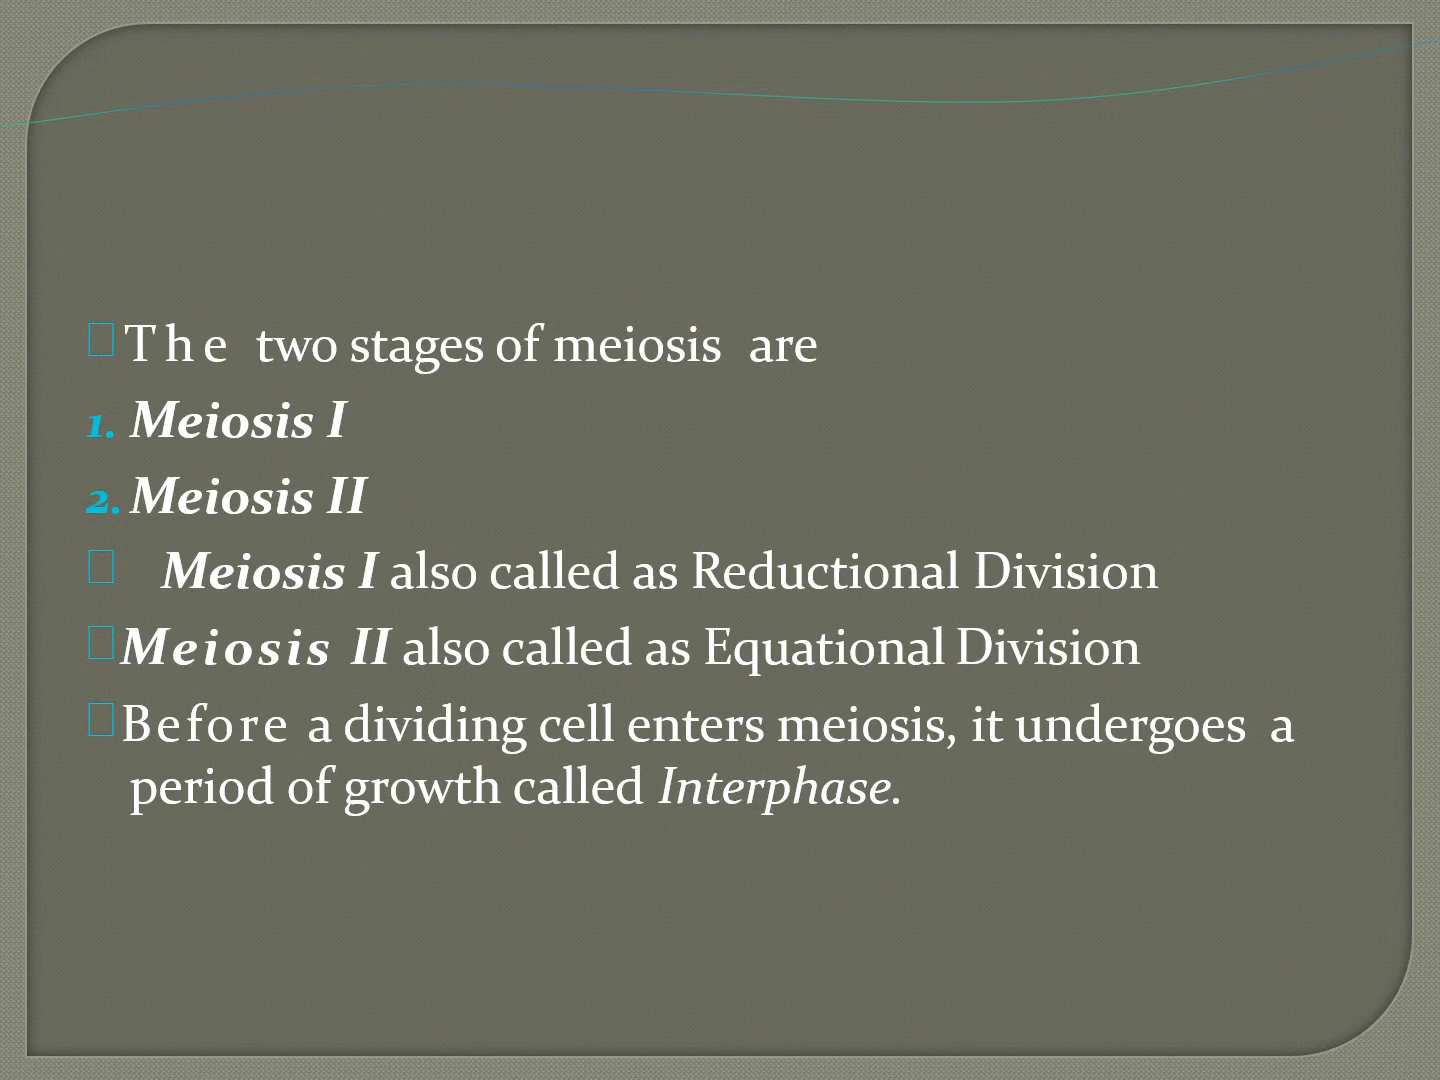 The two stages of meiosis are
1. Meiosis I
2. Meiosis II
Meiosis I also called as Reductional Division
Meiosis II also called as Equational Division
Before a dividing cell enters meiosis, it undergoes a
period of growth called Interphase.